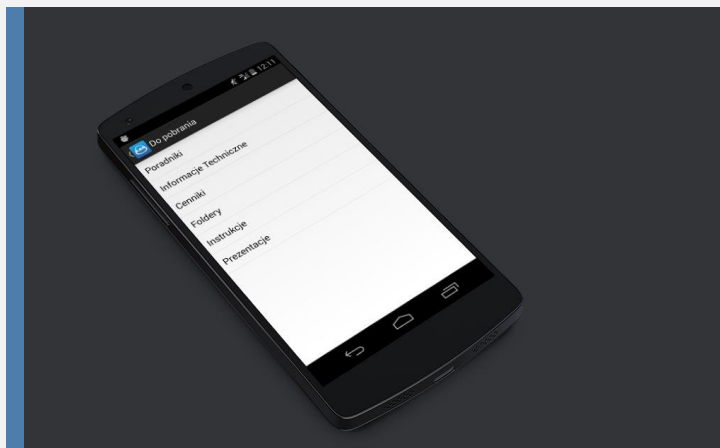 12:11
Do pobrania
Poradniki
Informacje Techniczne
Cenniki
Foldery
Instrukcje
Prezentacje